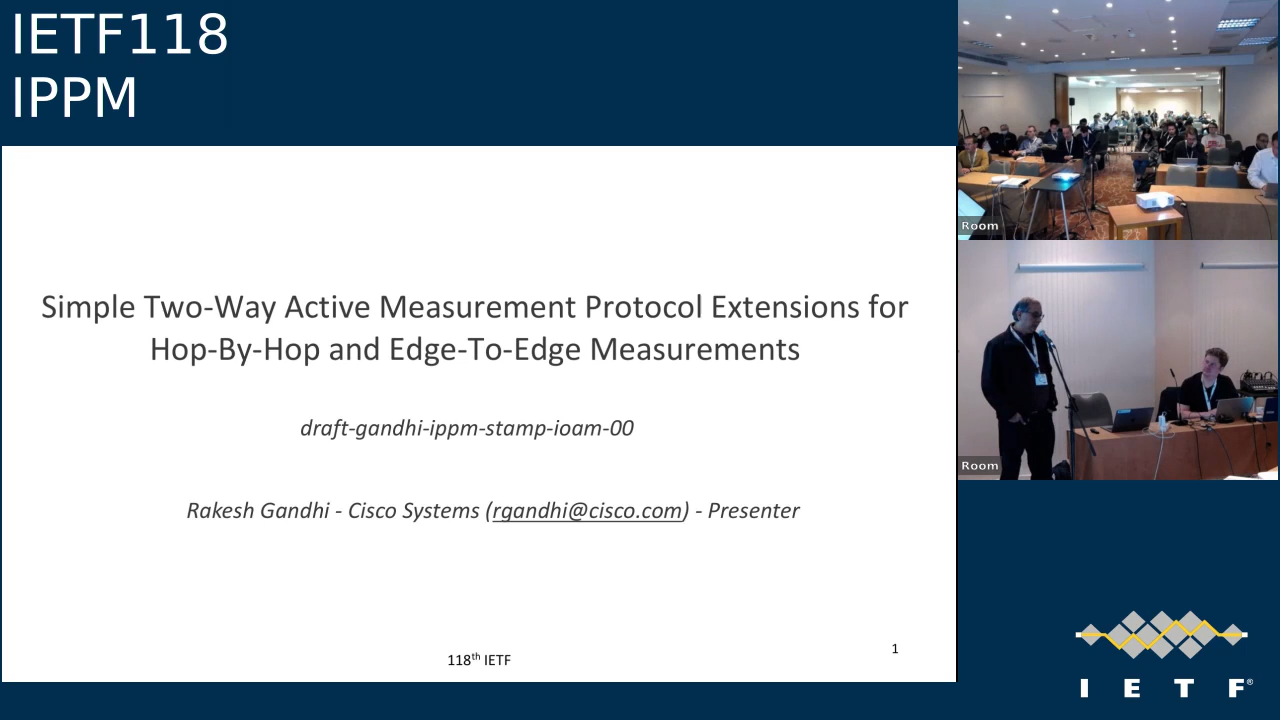 IETF118
IPPM
Simple Two-Way Active Measurement Protocol Extensions for
Hop-By-Hop and Edge-To-Edge Measurements
draft-gandhi-ippm-stamp-ioam-00
Rakesh Gandhi - Cisco Systems (rgandhi@cisco.com) - Presenter
118th IETF
1
Room
Room
I E T F®